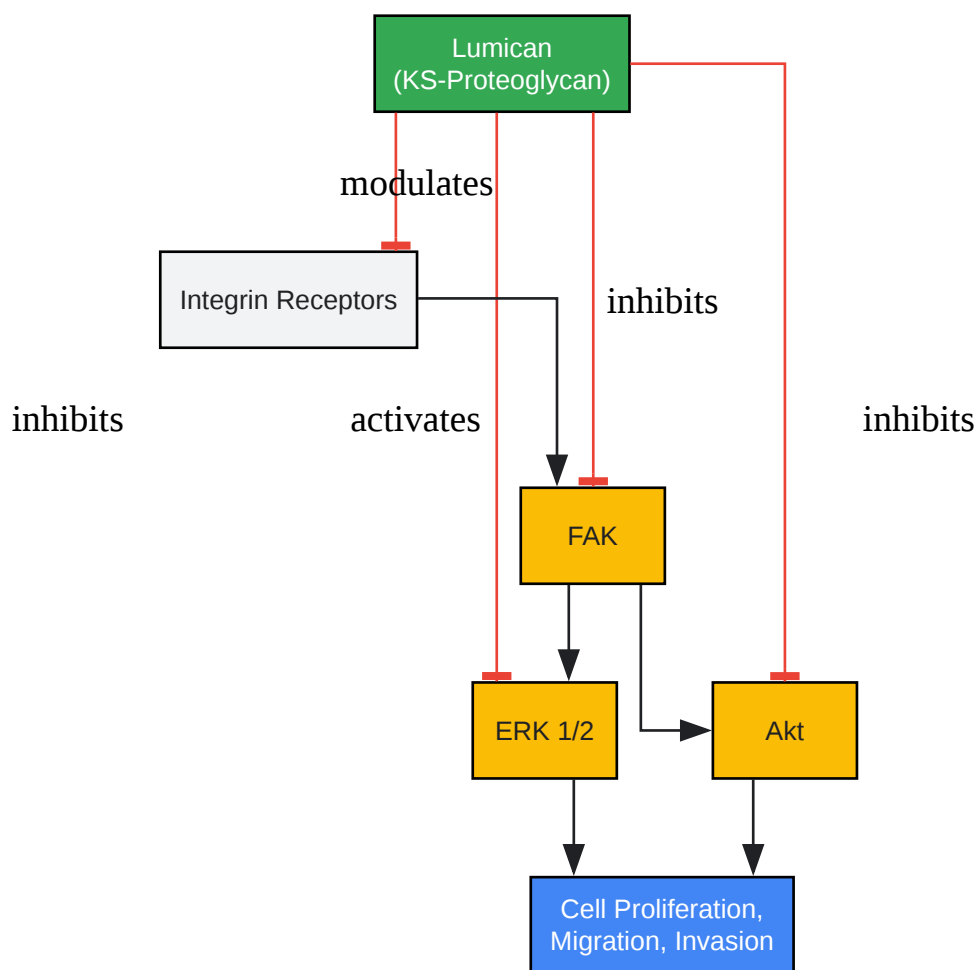 Lumican
(KS-Proteoglycan)
modulates
Integrin Receptors
inhibits
inhibits
activates
inhibits
FAK
ERK 1/2
Akt
Cell Proliferation,
Migration, Invasion